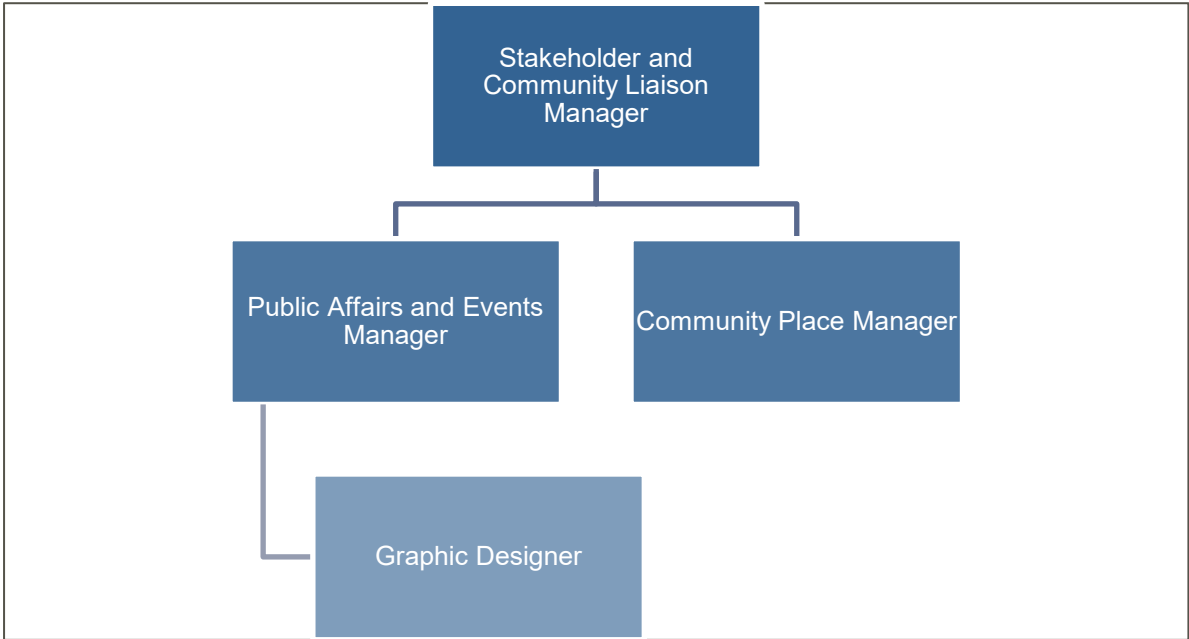 Stakeholder and
Community Liaison
Manager
Public Affairs and Events
Manager
Community Place Manager
Graphic Designer